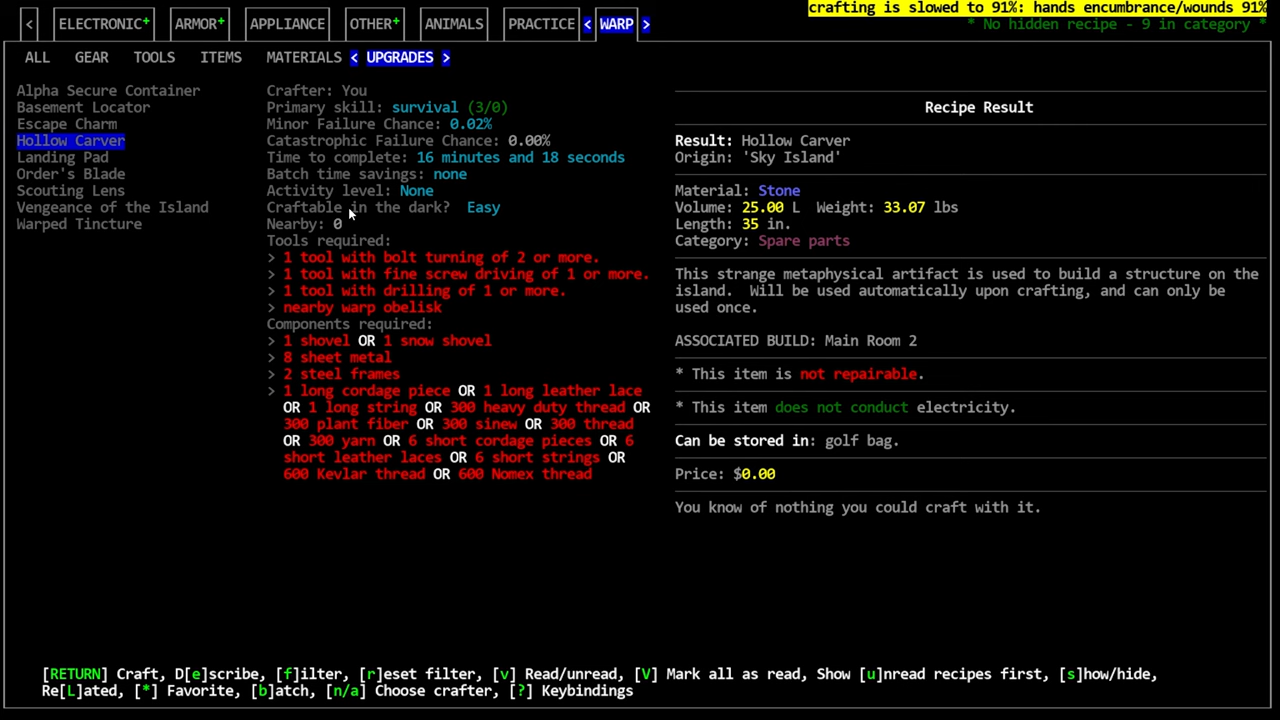 < ELECTRONIC+ ARMOR+ APPLIANCE OTHER+ ANIMALS PRACTICE < WARP >
crafting is slowed to 91%: hands encumbrance/wounds 91%
* No hidden recipe - 9 in category *
ALL GEAR TOOLS ITEMS MATERIALS < UPGRADES >
Alpha Secure Container
Basement Locator
Escape Charm
Hollow Carver
Landing Pad
Order's Blade
Scouting Lens
Vengeance of the Island
Warped Tincture
Crafter: You
Primary skill: survival (3/0)
Minor Failure Chance: 0.02%
Catastrophic Failure Chance: 0.00%
Time to complete: 16 minutes and 18 seconds
Batch time savings: none
Activity level: None
Craftable in the dark? Easy
Nearby: 0
Tools required:
> 1 tool with bolt turning of 2 or more.
> 1 tool with fine screw driving of 1 or more.
> 1 tool with drilling of 1 or more.
> nearby warp obelisk
Components required:
> 1 shovel OR 1 snow shovel
> 8 sheet metal
> 2 steel frames
> 1 long cordage piece OR 1 long leather lace
OR 1 long string OR 300 heavy duty thread OR
300 plant fiber OR 300 sinew OR 300 thread
OR 300 yarn OR 6 short cordage pieces OR 6
short leather laces OR 6 short strings OR
600 Kevlar thread OR 600 Nomex thread
Recipe Result
Result: Hollow Carver
Origin: 'Sky Island'
Material: Stone
Volume: 25.00 L Weight: 33.07 lbs
Length: 35 in.
Category: Spare parts
This strange metaphysical artifact is used to build a structure on the
island. Will be used automatically upon crafting, and can only be
used once.
ASSOCIATED BUILD: Main Room 2
* This item is not repairable.
* This item does not conduct electricity.
Can be stored in: golf bag.
Price: $0.00
You know of nothing you could craft with it.
[RETURN] Craft, D[e]scribe, [f]ilter, [r]eset filter, [v] Read/unread, [V] Mark all as read, Show [u]nread recipes first, [s]how/hide,
Re[L]ated, [*] Favorite, [b]atch, [n/a] Choose crafter, [?] Keybindings